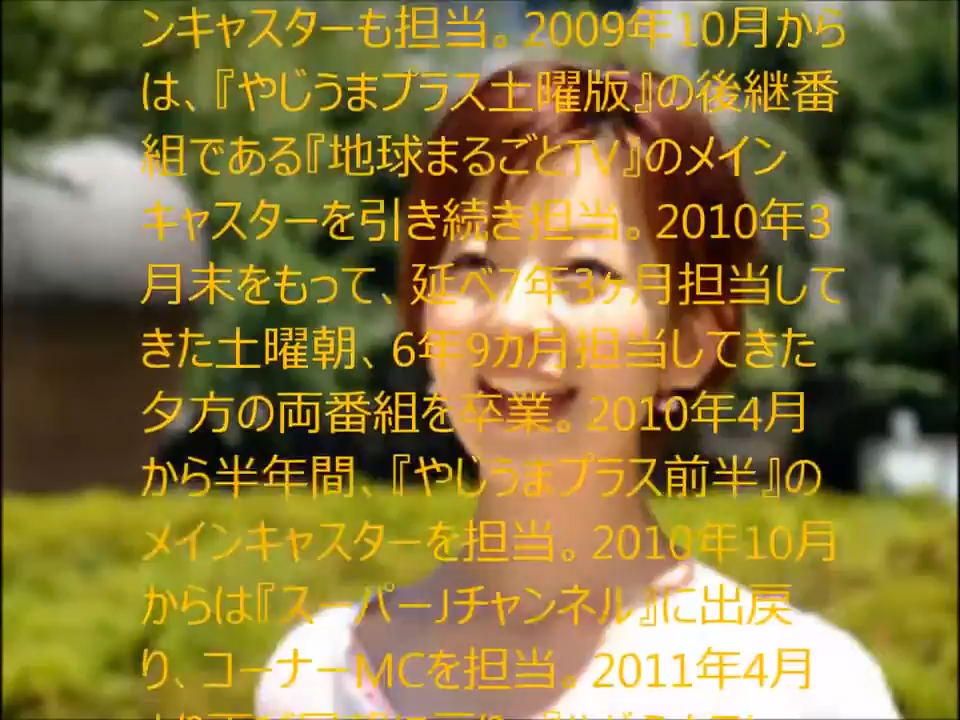 ンキャスターも担当。2009年10月から
は、『やじうまプラス土曜版』の後継番
組である『地球まるごとTV』のメイン
キャスターを引き続き担当。2010年3
月末をもって、延べ7年3ヶ月担当して
きた土曜朝、6年9カ月担当してきた
夕方の両番組を卒業。2010年4月
から半年間、『やじうまプラス前半』の
メインキャスターを担当。2010年10月
からは『スーパーJチャンネル』に出戻
り、コーナーMCを担当。2011年4月